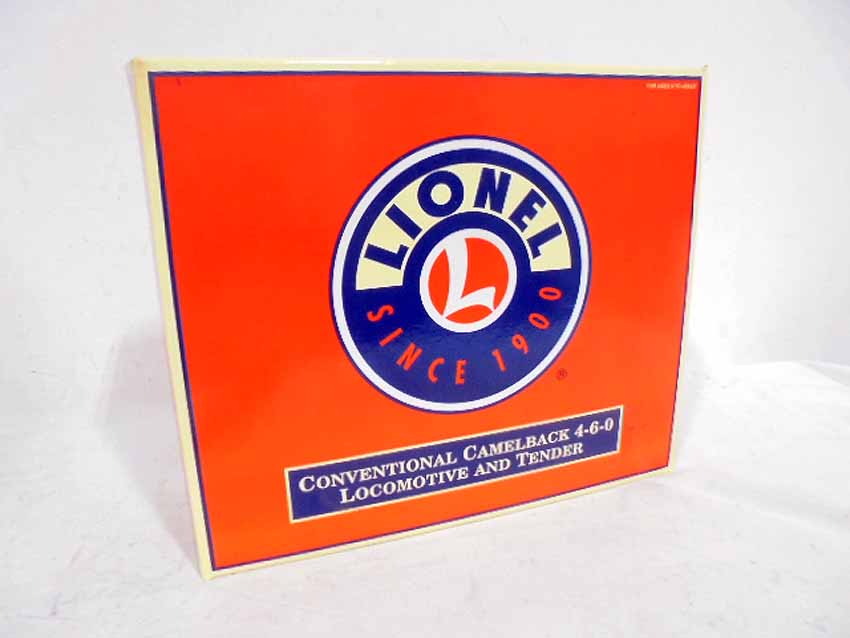 LIONEL
L
SINCE 1900
®
CONVENTIONAL CAMELBACK 4-6-0
LOCOMOTIVE AND TENDER